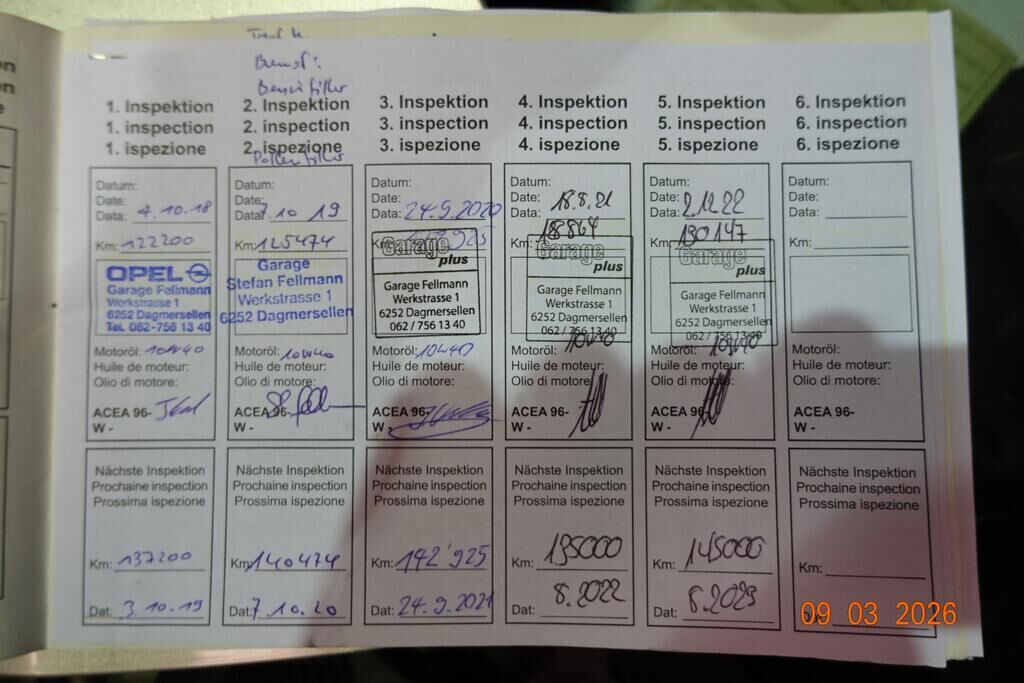 Benzinfilter
Pollenfilter
1. Inspektion
1. inspection
1. ispezione
Datum:
Date:
Data: 4.10.18
Km: 122200
OPEL
Garage Fellmann
Werkstrasse 1
6252 Dagmersellen
Tel. 062-756 13 40
Motoröl: 10W40
Huile de moteur:
Olio di motore:
ACEA 96-
W -
Nächste Inspektion
Prochaine inspection
Prossima ispezione
Km: 137200
Dat: 3.10.19
2. Inspektion
2. inspection
2. ispezione
Datum:
Date:
Data: 7.10 19
Km: 125474
Garage
Stefan Fellmann
Werkstrasse 1
6252 Dagmersellen
Motoröl: 10W40
Huile de moteur:
Olio di motore:
ACEA 96-
W -
Nächste Inspektion
Prochaine inspection
Prossima ispezione
Km: 140474
Dat: 7.10.20
3. Inspektion
3. inspection
3. ispezione
Datum:
Date:
Data: 24.9.2020
Garage
plus
Garage Fellmann
Werkstrasse 1
6252 Dagmersellen
062 / 756 13 40
Motoröl: 10W40
Huile de moteur:
Olio di motore:
ACEA 96-
W -
Nächste Inspektion
Prochaine inspection
Prossima ispezione
Km: 142'925
Dat: 24.9.2021
4. Inspektion
4. inspection
4. ispezione
Datum:
Date:
Data: 18.8.21
Km:
Garage
plus
Garage Fellmann
Werkstrasse 1
6252 Dagmersellen
062 / 756 13 40
Motoröl: 10W40
Huile de moteur:
Olio di motore:
ACEA 96-
W -
Nächste Inspektion
Prochaine inspection
Prossima ispezione
Km: 135000
Dat: 8.2022
5. Inspektion
5. inspection
5. ispezione
Datum:
Date:
Data:
Km: 130147
Garage
plus
Garage Fellmann
Werkstrasse 1
6252 Dagmersellen
062 / 756 13 40
Motoröl: 10W40
Huile de moteur:
Olio di motore:
ACEA 96-
W -
Nächste Inspektion
Prochaine inspection
Prossima ispezione
Km: 145000
Dat: 8.2023
6. Inspektion
6. inspection
6. ispezione
Datum:
Date:
Data:
Km:
Motoröl:
Huile de moteur:
Olio di motore:
ACEA 96-
W -
Nächste Inspektion
Prochaine inspection
Prossima ispezione
Km:
09 03 2026